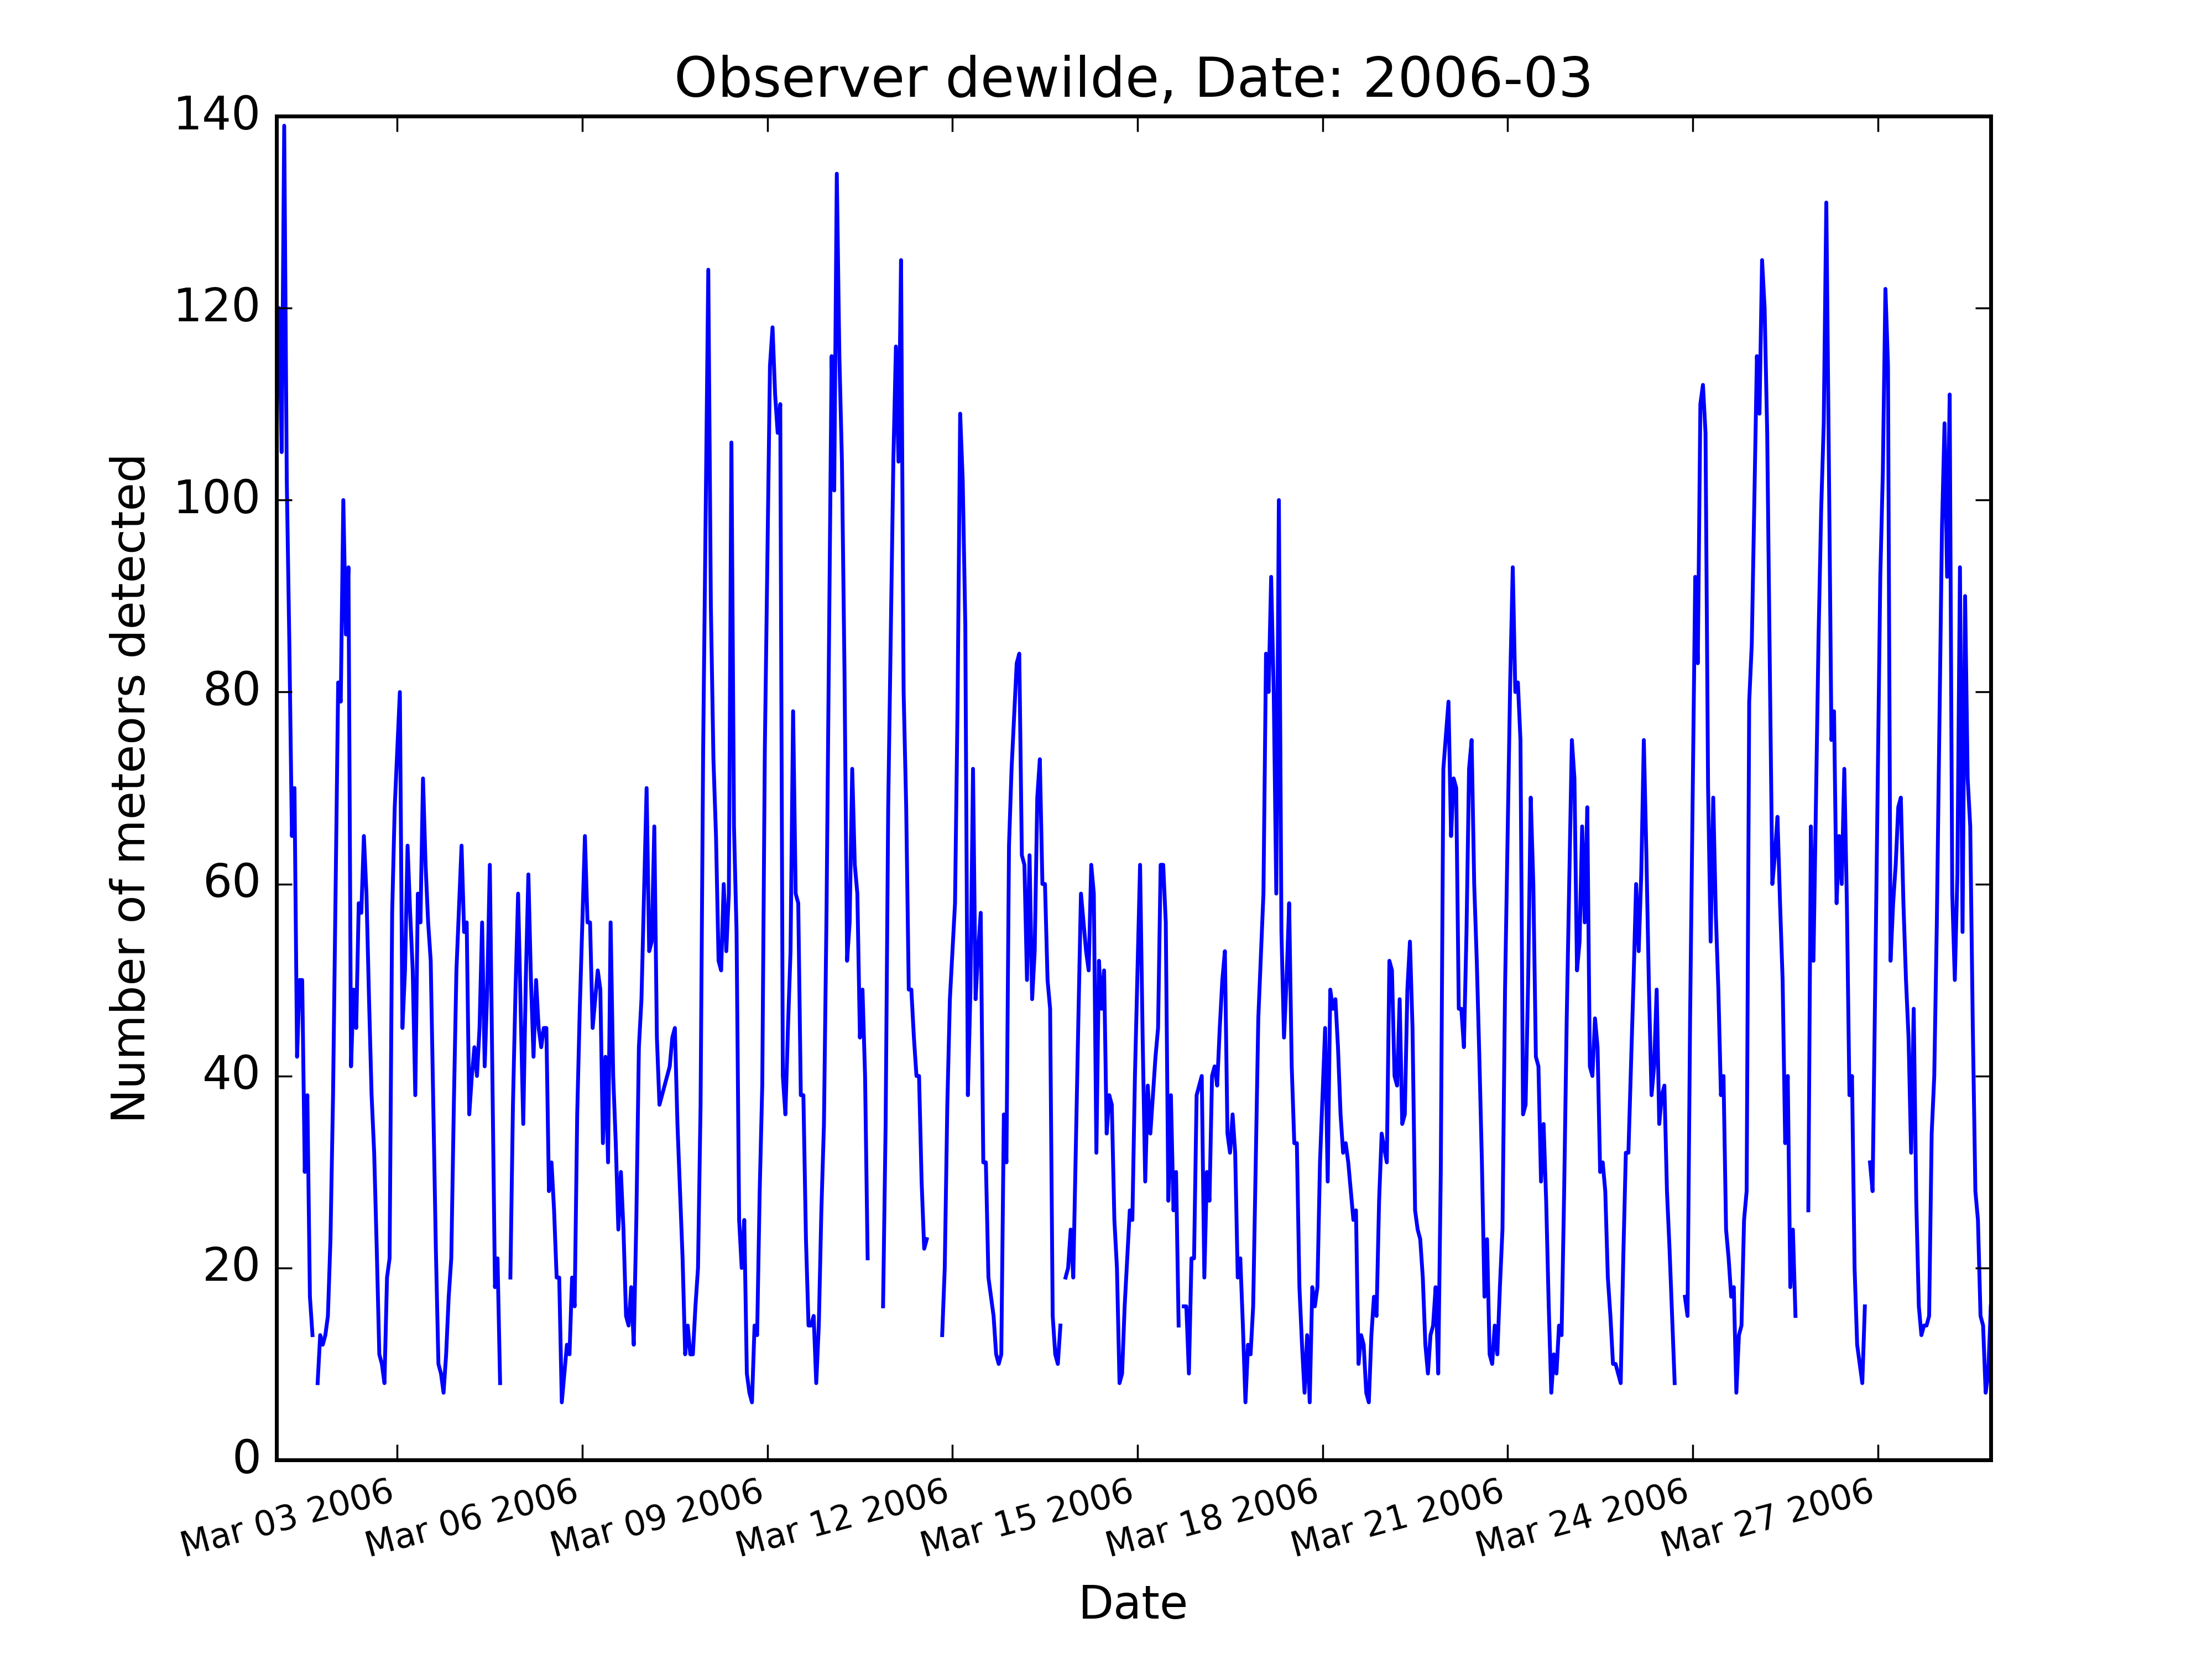 Observer dewilde, Date: 2006-03
140
120
100
80
60
40
20
0
Number of meteors detected
Mar 03 2006
Mar 06 2006
Mar 09 2006
Mar 12 2006
Mar 15 2006
Mar 18 2006
Mar 21 2006
Mar 24 2006
Mar 27 2006
Date